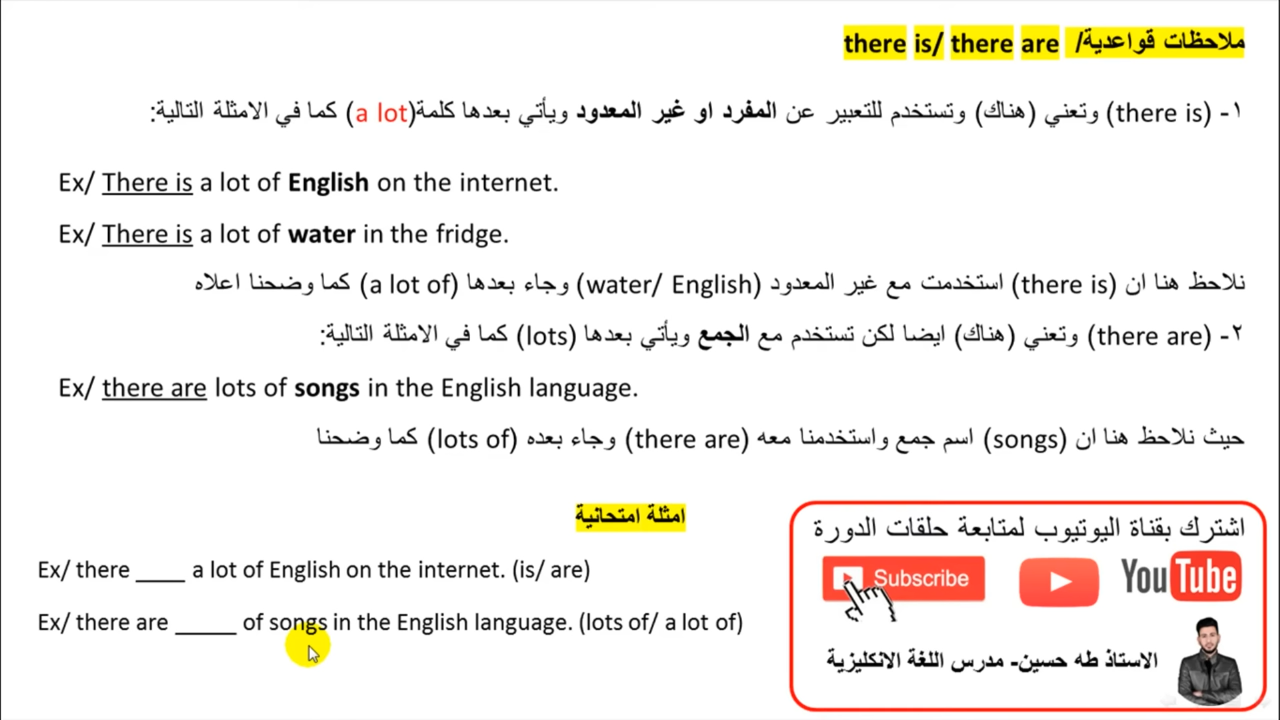 ملاحظات قواعدية/ there is/ there are
١- (there is) وتعني (هناك) وتستخدم للتعبير عن المفرد او غير المعدود ويأتي بعدها كلمة(a lot) كما في الامثلة التالية:
Ex/ There is a lot of English on the internet.
Ex/ There is a lot of water in the fridge.
نلاحظ هنا ان (there is) استخدمت مع غير المعدود (water/ English) وجاء بعدها (a lot of) كما وضحنا اعلاه
٢- (there are) وتعني (هناك) ايضا لكن تستخدم مع الجمع ويأتي بعدها (lots) كما في الامثلة التالية:
Ex/ there are lots of songs in the English language.
حيث نلاحظ هنا ان (songs) اسم جمع واستخدمنا معه (there are) وجاء بعده (lots of) كما وضحنا
امثلة امتحانية
Ex/ there ____ a lot of English on the internet. (is/ are)
Ex/ there are _____ of songs in the English language. (lots of/ a lot of)
اشترك بقناة اليوتيوب لمتابعة حلقات الدورة
Subscribe
YouTube
الاستاذ طه حسين- مدرس اللغة الانكليزية